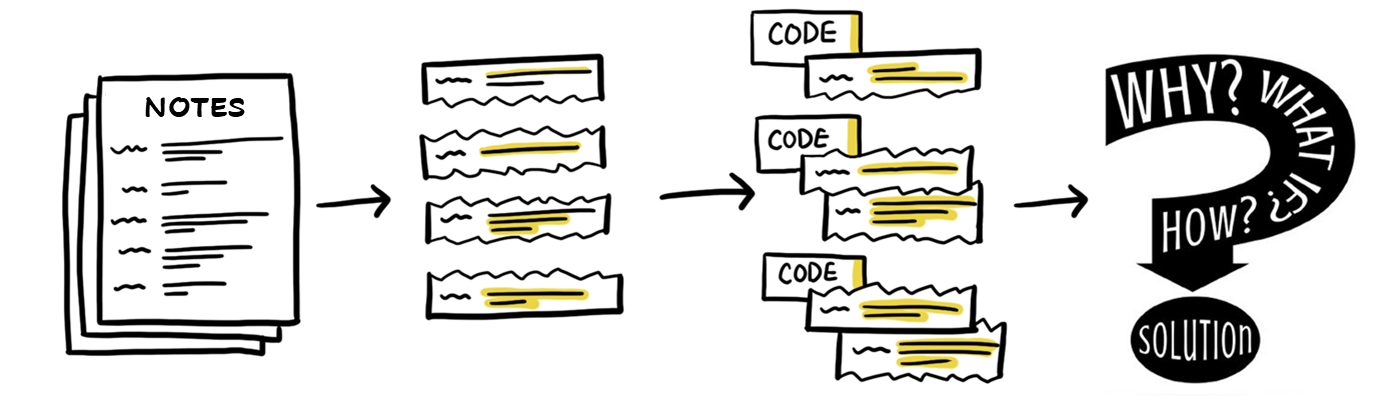 NOTES
CODE
CODE
CODE
WHY?
WHAT IF?
HOW?
SOLUTION